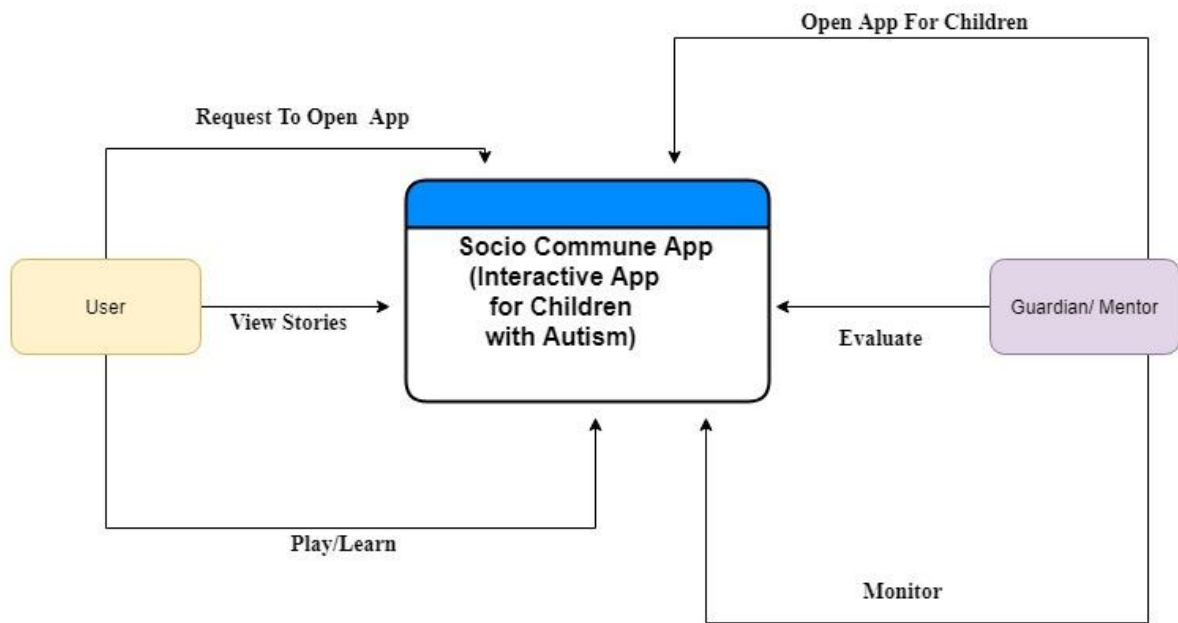 Open App For Children
Request To Open App
Socio Commune App
(Interactive App
for Children
with Autism)
User
View Stories
Guardian/ Mentor
Evaluate
Play/Learn
Monitor